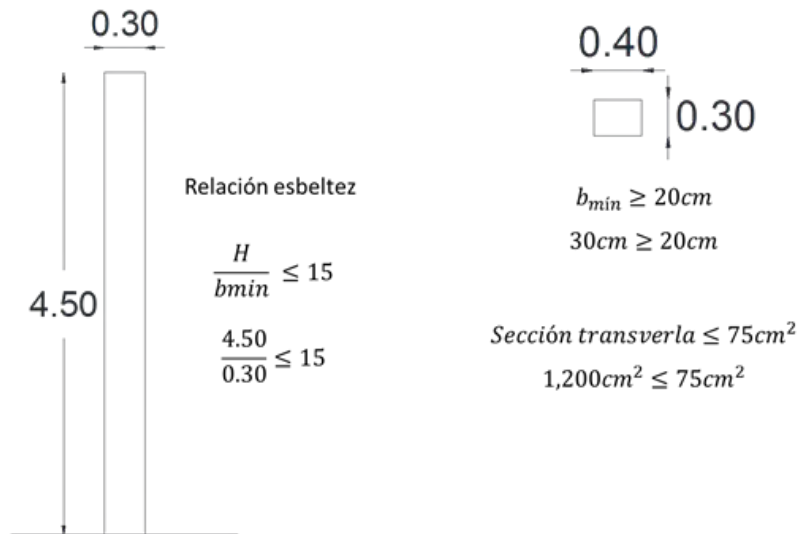 0.30
4.50
Relación esbeltez
H / bmin ≤ 15
4.50 / 0.30 ≤ 15
0.40
0.30
b_mín ≥ 20cm
30cm ≥ 20cm
Sección transverla ≤ 75cm²
1,200cm² ≤ 75cm²